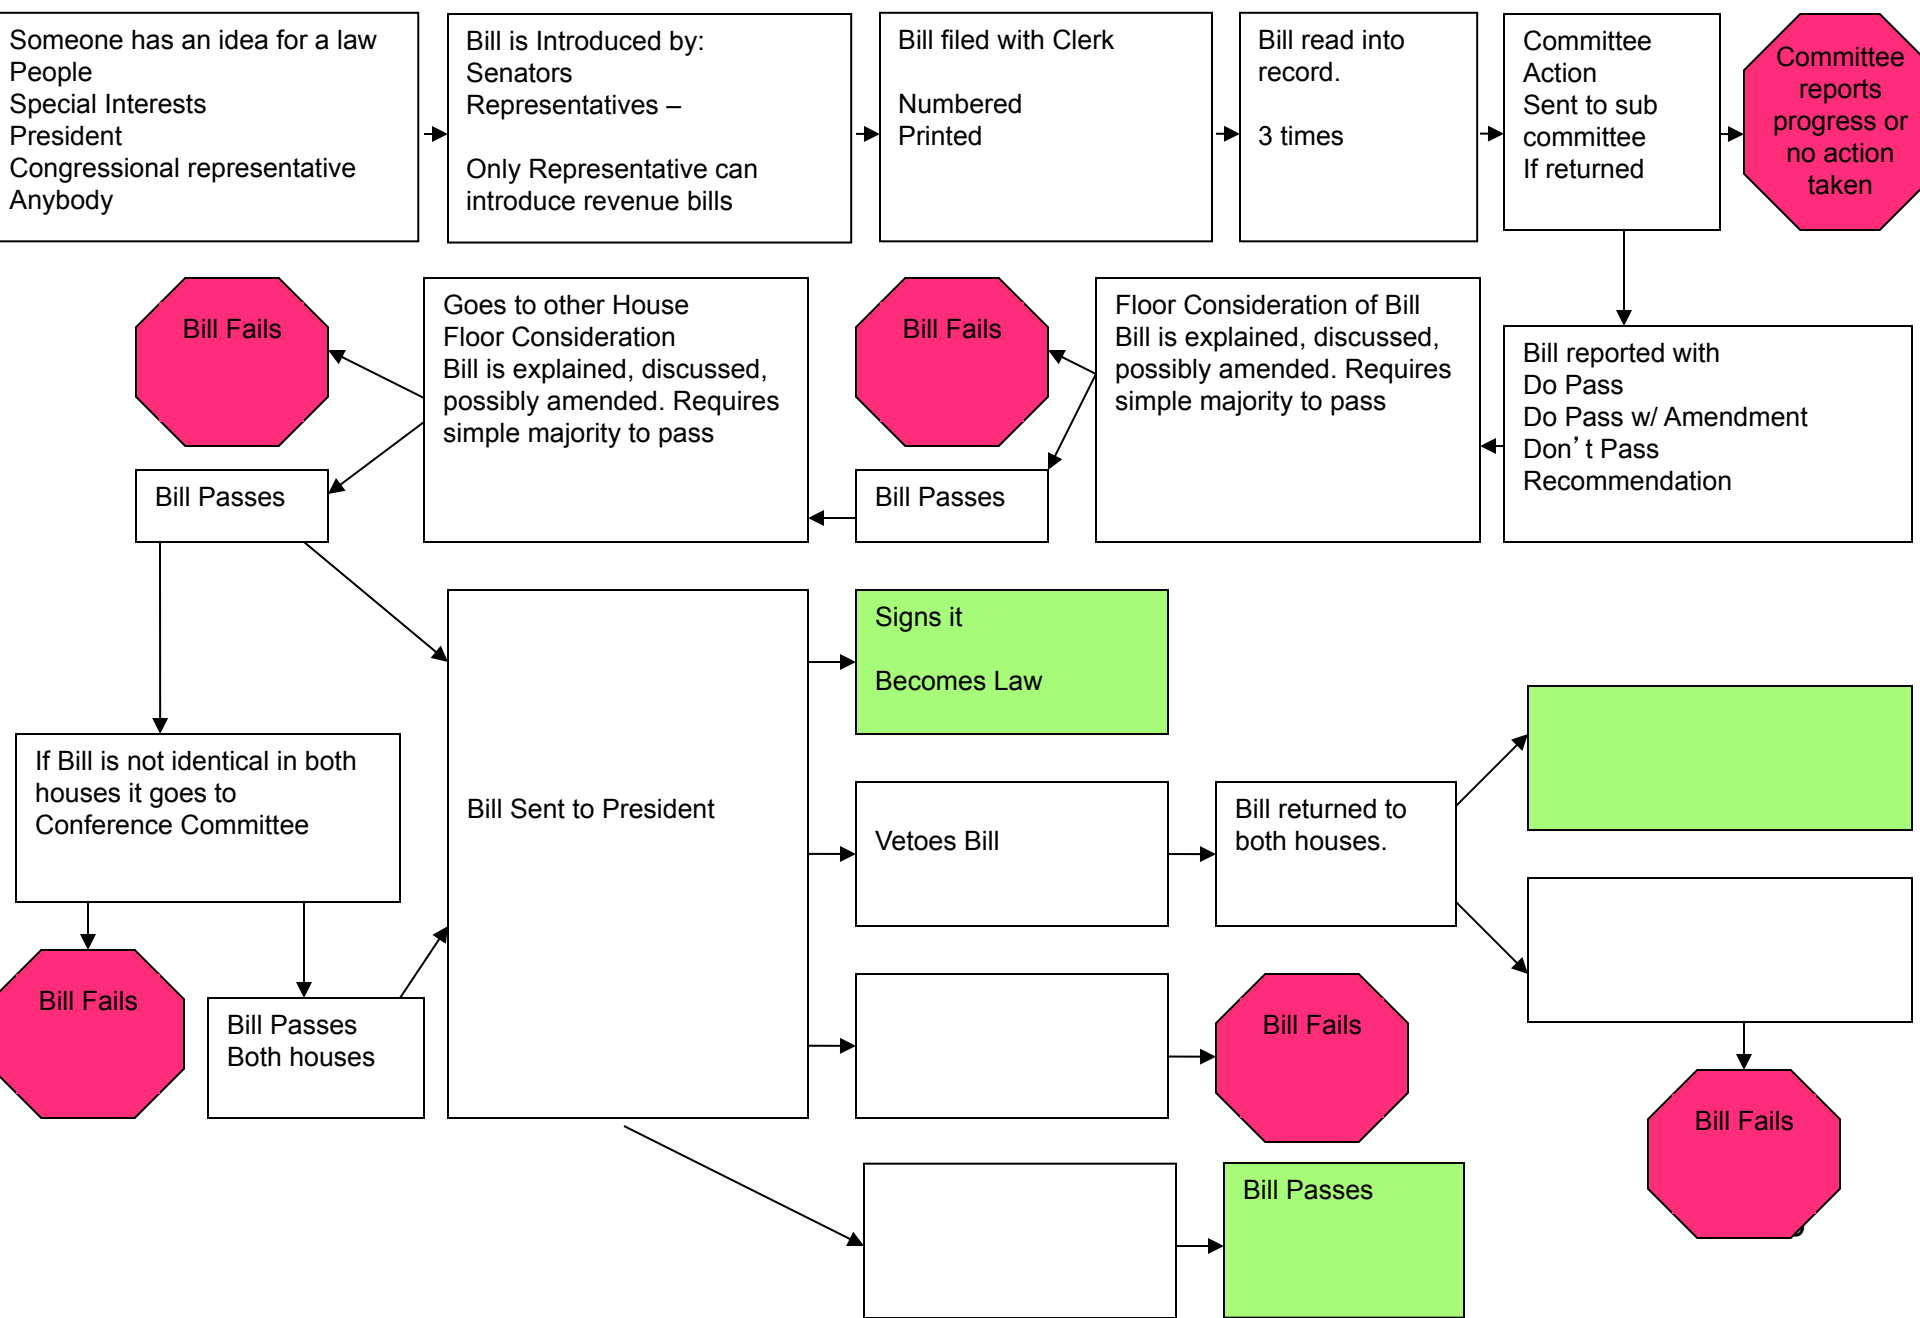 Someone has an idea for a law
People
Special Interests
President
Congressional representative
Anybody
Bill is Introduced by:
Senators
Representatives –
Only Representative can
introduce revenue bills
Bill filed with Clerk
Numbered
Printed
Bill read into
record.
3 times
Committee
Action
Sent to sub
committee
If returned
Committee
reports
progress or
no action
taken
Bill reported with
Do Pass
Do Pass w/ Amendment
Don’t Pass
Recommendation
Floor Consideration of Bill
Bill is explained, discussed,
possibly amended. Requires
simple majority to pass
Bill Fails
Bill Passes
Goes to other House
Floor Consideration
Bill is explained, discussed,
possibly amended. Requires
simple majority to pass
Bill Fails
Bill Passes
If Bill is not identical in both
houses it goes to
Conference Committee
Bill Fails
Bill Passes
Both houses
Bill Sent to President
Signs it
Becomes Law
Vetoes Bill
Bill returned to
both houses.
Bill Fails
Bill Fails
Bill Passes